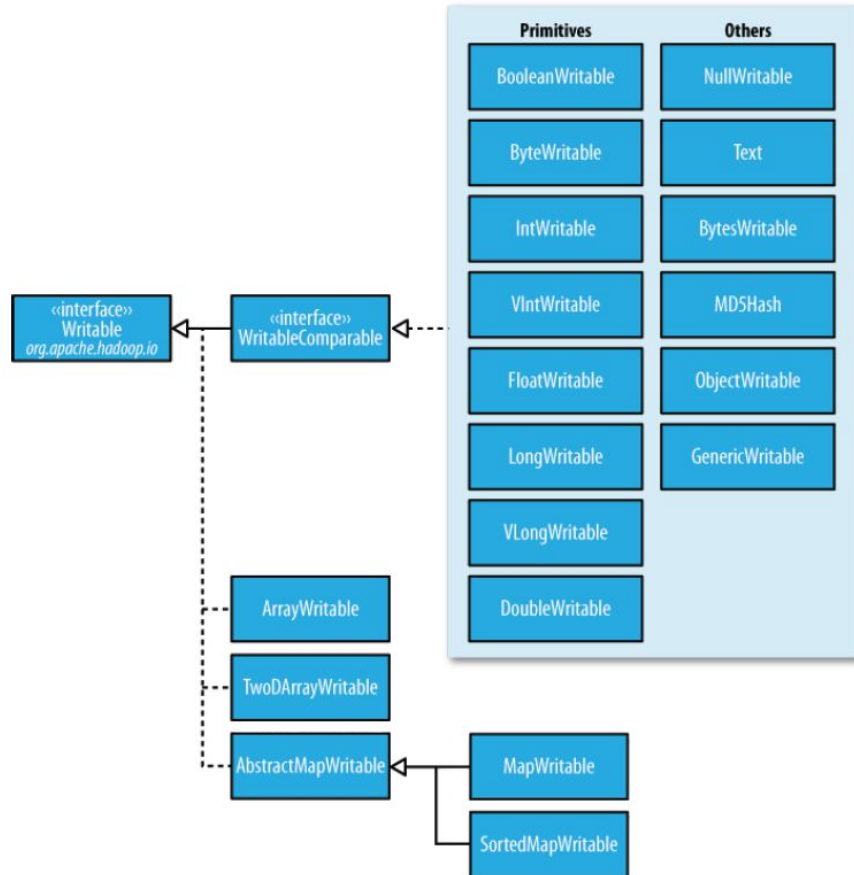 Primitives
Others
BooleanWritable
NullWritable
ByteWritable
Text
IntWritable
BytesWritable
«interface»
Writable
org.apache.hadoop.io
«interface»
WritableComparable
VIntWritable
MD5Hash
FloatWritable
ObjectWritable
LongWritable
GenericWritable
VLongWritable
ArrayWritable
DoubleWritable
TwoDArrayWritable
AbstractMapWritable
MapWritable
SortedMapWritable